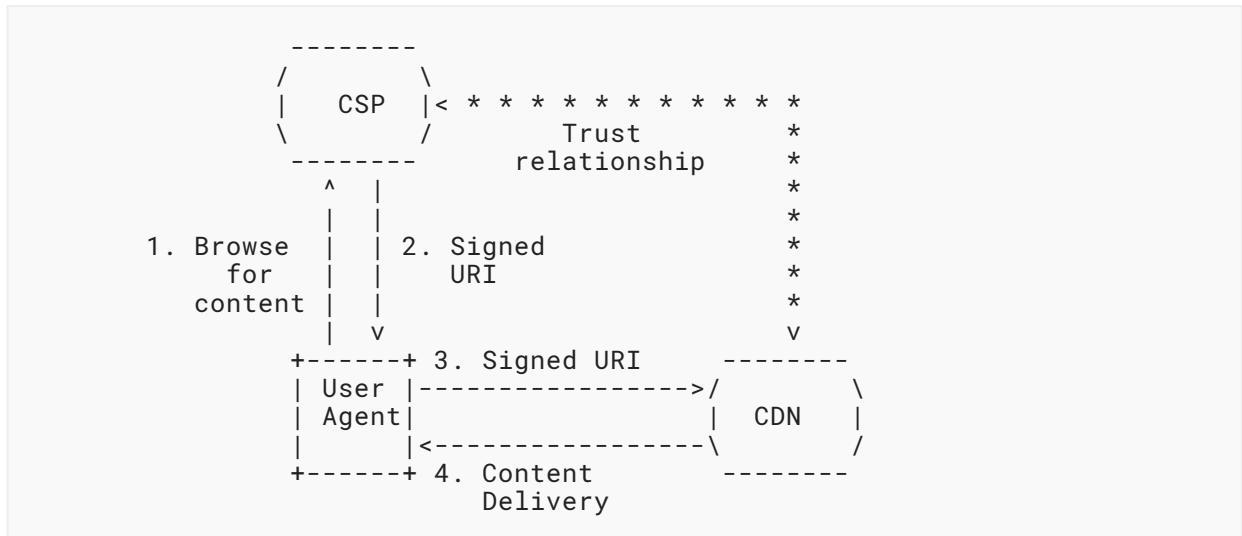 CSP
Trust
relationship
1. Browse
for
content
2. Signed
URI
3. Signed URI
User
Agent
CDN
4. Content
Delivery